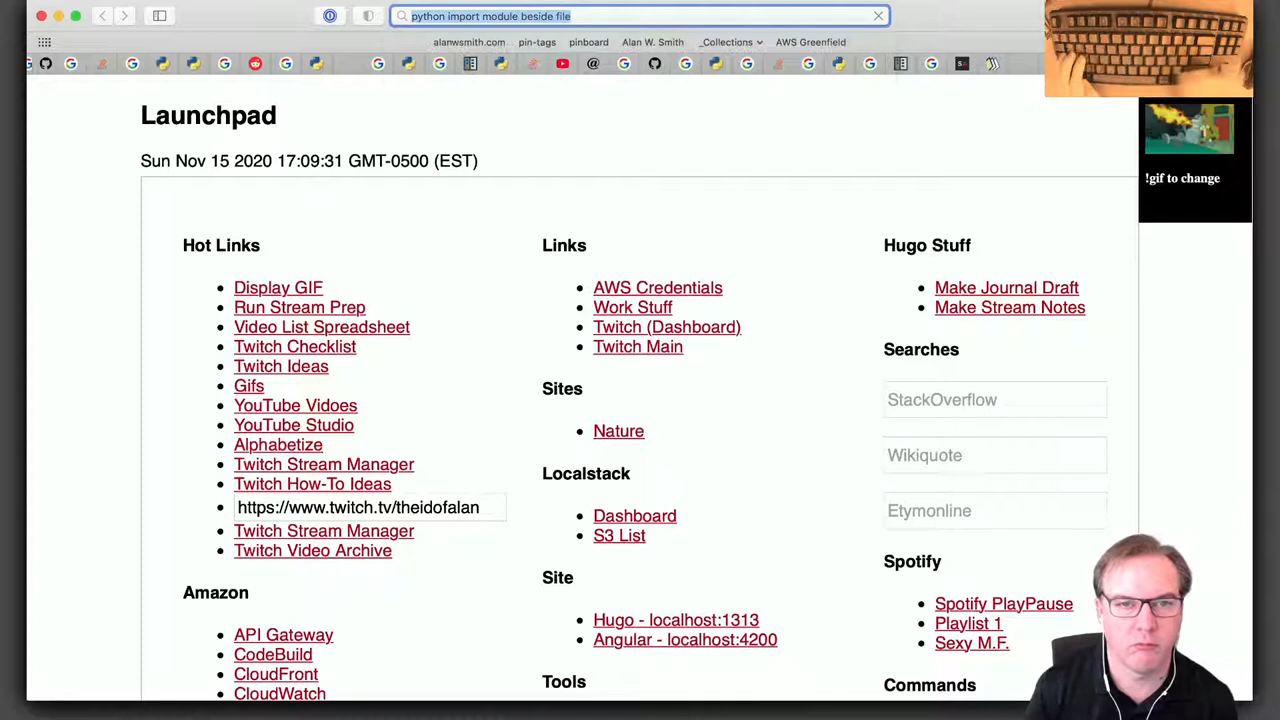 python import module beside file
alanwsmith.com pin-tags pinboard Alan W. Smith _Collections AWS Greenfield
Launchpad
Sun Nov 15 2020 17:09:31 GMT-0500 (EST)
!gif to change
Hot Links
Display GIF
Run Stream Prep
Video List Spreadsheet
Twitch Checklist
Twitch Ideas
Gifs
YouTube Vidoes
YouTube Studio
Alphabetize
Twitch Stream Manager
Twitch How-To Ideas
https://www.twitch.tv/theidofalan
Twitch Stream Manager
Twitch Video Archive
Amazon
API Gateway
CodeBuild
CloudFront
CloudWatch
Links
AWS Credentials
Work Stuff
Twitch (Dashboard)
Twitch Main
Sites
Nature
Localstack
Dashboard
S3 List
Site
Hugo - localhost:1313
Angular - localhost:4200
Tools
Hugo Stuff
Make Journal Draft
Make Stream Notes
Searches
StackOverflow
Wikiquote
Etymonline
Spotify
Spotify PlayPause
Playlist 1
Sexy M.F.
Commands